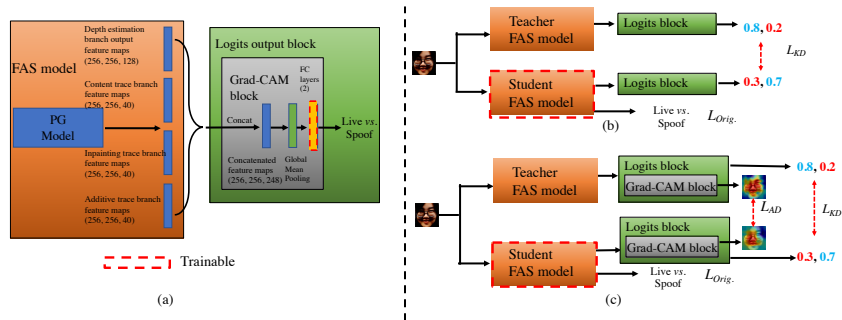 Depth estimation
branch output
feature maps
(256, 256, 128)
FAS model
Content trace branch
feature maps
(256, 256, 40)
PG
Model
Inpainting trace branch
feature maps
(256, 256, 40)
Additive trace branch
feature maps
(256, 256, 40)
Logits output block
Grad-CAM
block
FC
layers
(2)
Concat
Live vs.
Spoof
Concatenated
feature maps
(256, 256, 248)
Global
Mean
Pooling
Trainable
(a)
Teacher
FAS model
Logits block
0.8, 0.2
L_KD
Student
FAS model
Logits block
0.3, 0.7
Live vs.
Spoof
L_Orig.
(b)
Teacher
FAS model
Logits block
Grad-CAM block
0.8, 0.2
L_AD
L_KD
Student
FAS model
Logits block
Grad-CAM block
0.3, 0.7
Live vs.
Spoof
L_Orig.
(c)